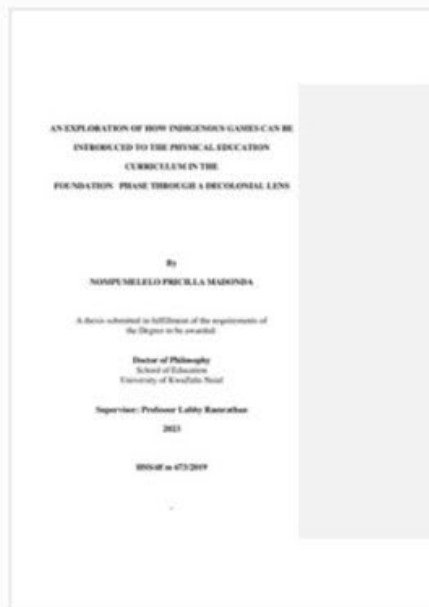 AN EXPLORATION OF HOW INDIGENOUS GAMES CAN BE
INTRODUCED TO THE PHYSICAL EDUCATION
CURRICULUM IN THE
FOUNDATION PHASE THROUGH A DECOLONIAL LENS
By
NOMPUMELELO PRICILLA MADONDA
A thesis submitted in fulfillment of the requirements of
the Degree to be awarded
Doctor of Philosophy
School of Education
University of KwaZulu Natal
Supervisor: Professor Labby Ramrathan
2023
673/2019